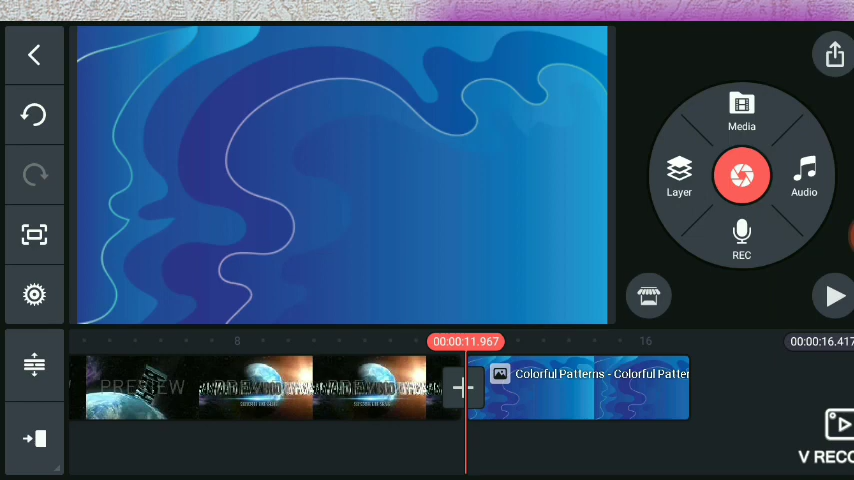 Media
Layer
Audio
REC
8
00:00:11.967
16
00:00:16.417
PREVIEW
Colorful Patterns - Colorful Patter
V RECO